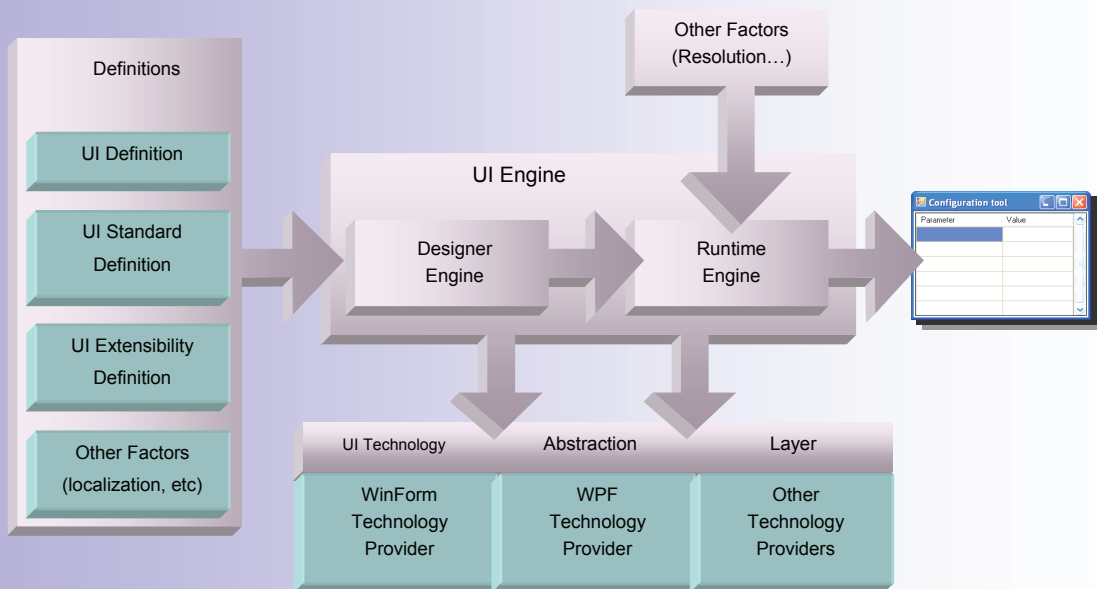 Definitions
UI Definition
UI Standard
Definition
UI Extensibility
Definition
Other Factors
(localization, etc)
Other Factors
(Resolution…)
UI Engine
Designer
Engine
Runtime
Engine
Configuration tool
Parameter Value
UI Technology Abstraction Layer
WinForm
Technology
Provider
WPF
Technology
Provider
Other
Technology
Providers